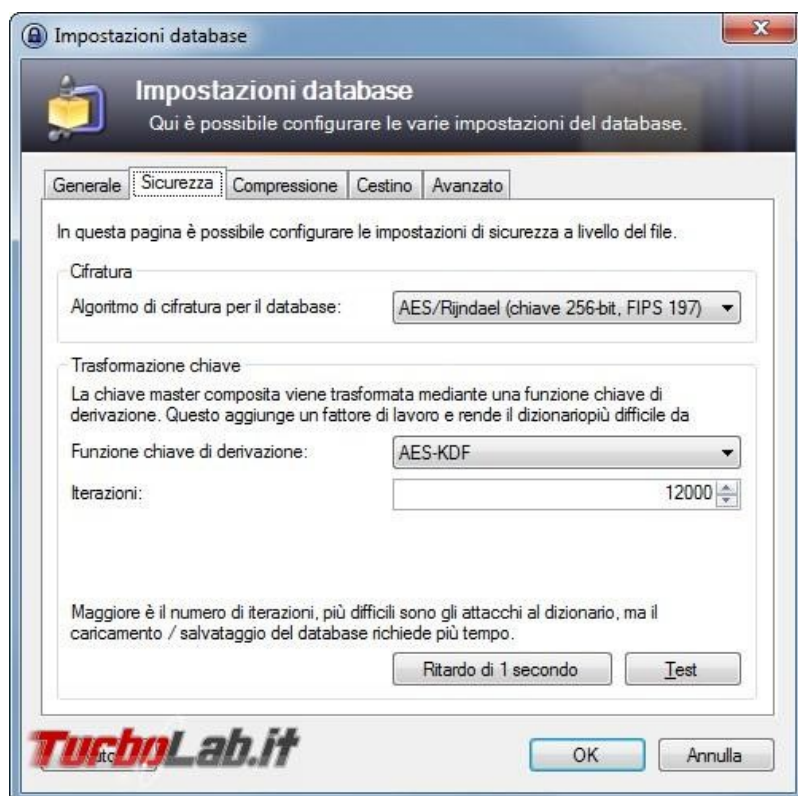 Impostazioni database
Impostazioni database
Qui è possibile configurare le varie impostazioni del database.
Generale Sicurezza Compressione Cestino Avanzato
In questa pagina è possibile configurare le impostazioni di sicurezza a livello del file.
Cifratura
Algoritmo di cifratura per il database: AES/Rijndael (chiave 256-bit, FIPS 197)
Trasformazione chiave
La chiave master composita viene trasformata mediante una funzione chiave di
derivazione. Questo aggiunge un fattore di lavoro e rende il dizionariopiù difficile da
Funzione chiave di derivazione: AES-KDF
Iterazioni: 12000
Maggiore è il numero di iterazioni, più difficili sono gli attacchi al dizionario, ma il
caricamento / salvataggio del database richiede più tempo.
Ritardo di 1 secondo Test
TurboLab.it
OK Annulla